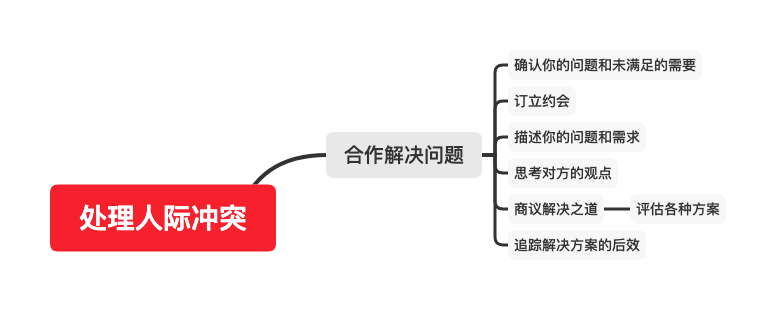 处理人际冲突
合作解决问题
确认你的问题和未满足的需要
订立约会
描述你的问题和需求
思考对方的观点
商议解决之道
评估各种方案
追踪解决方案的后效